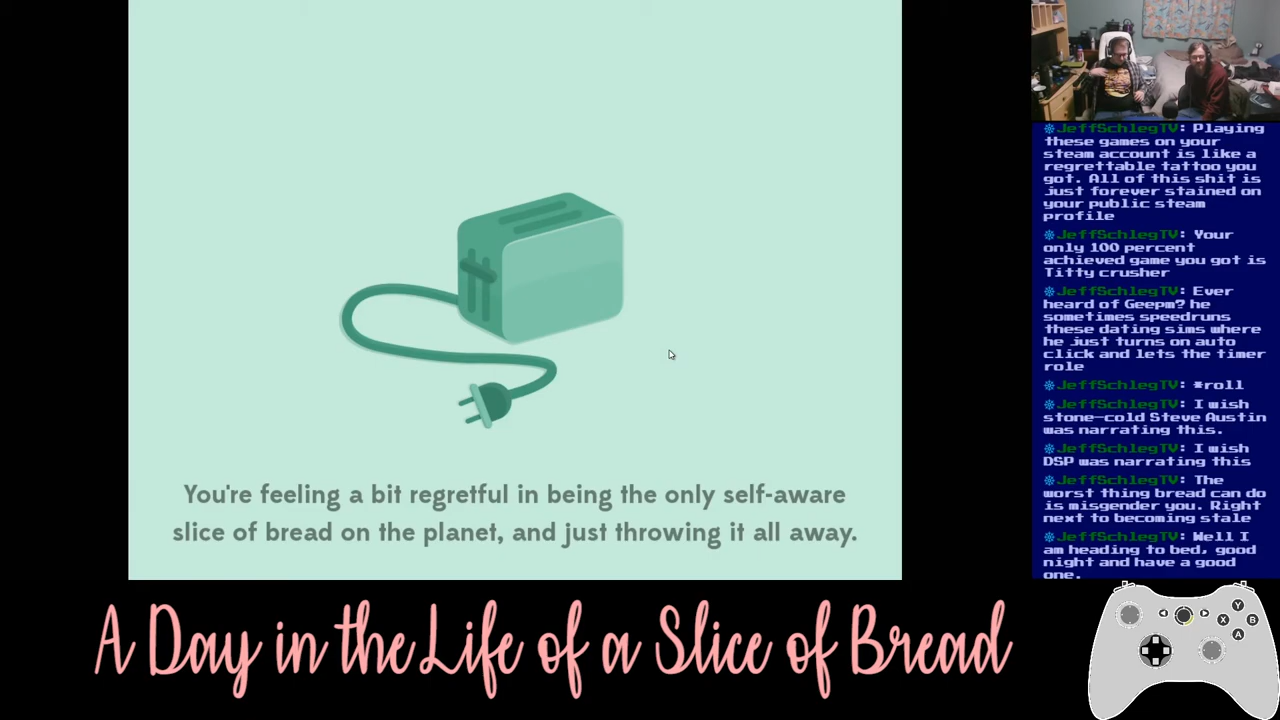 You're feeling a bit regretful in being the only self-aware
slice of bread on the planet, and just throwing it all away.
A Day in the Life of a Slice of Bread
JeffSchlegTV: Playing
these games on your
steam account is like a
regrettable tattoo you
got. All of this shit is
just forever stained on
your public steam
profile
JeffSchlegTV: Your
only 100 percent
achieved game you got is
Titty crusher
JeffSchlegTV: Ever
heard of Geepm? he
sometimes speedruns
these dating sims where
he just turns on auto
click and lets the timer
role
JeffSchlegTV: *roll
JeffSchlegTV: I wish
stone-cold Steve Austin
was narrating this.
JeffSchlegTV: I wish
DSP was narrating this
JeffSchlegTV: The
worst thing bread can do
is misgender you. Right
next to becoming stale
JeffSchlegTV: Well I
am heading to bed, good
night and have a good
one.
Y
X
B
A